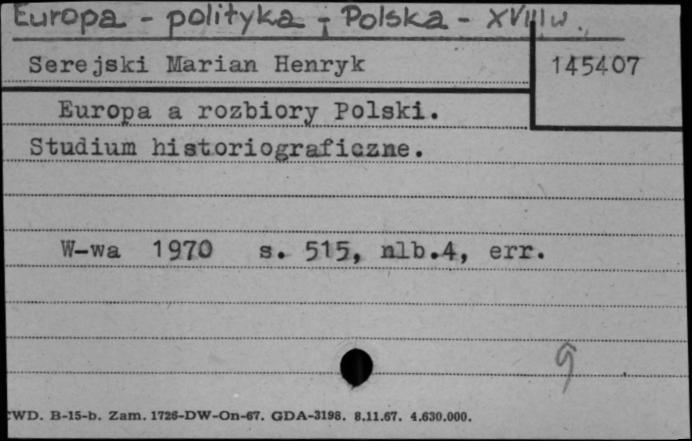 Europa - polityka - Polska - XVIII w.
Serejski Marian Henryk
145407
Europa a rozbiory Polski.
Studium historiograficzne.
W-wa 1970 s. 515, nlb.4, err.
9
WD. B-15-b. Zam. 1726-DW-On-67. GDA-3198. 8.11.67. 4.630.000.